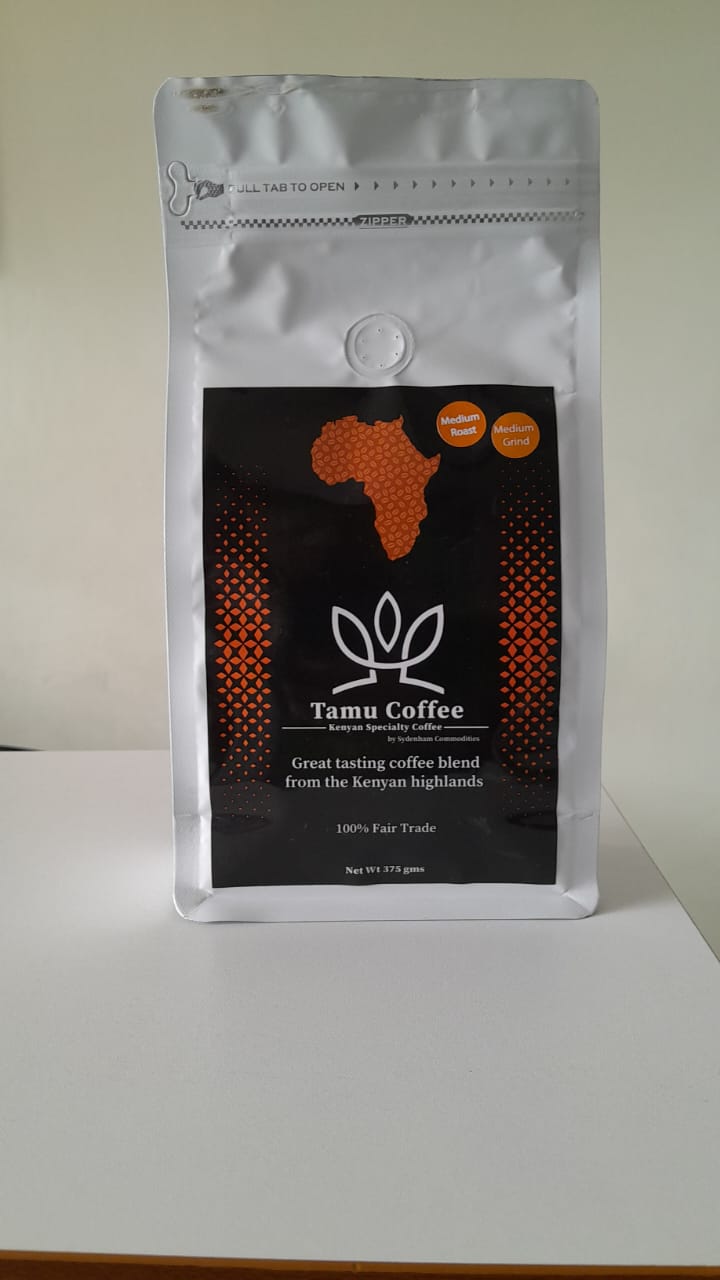 PULL TAB TO OPEN
ZIPPER
Medium
Roast
Medium
Grind
Tamu Coffee
Kenyan Specialty Coffee
by Sydenham Commodities
Great tasting coffee blend
from the Kenyan highlands
100% Fair Trade
Net Wt 375 gms